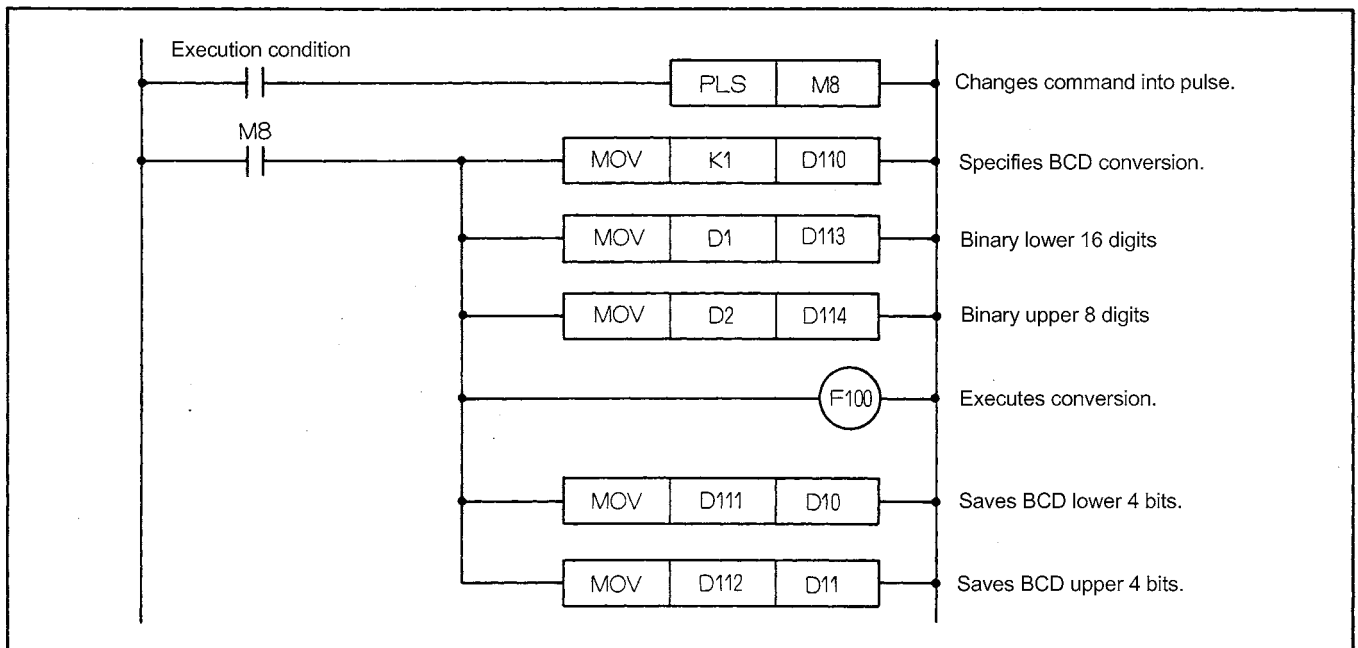 Execution condition
PLS M8 Changes command into pulse.
M8
MOV K1 D110 Specifies BCD conversion.
MOV D1 D113 Binary lower 16 digits
MOV D2 D114 Binary upper 8 digits
F100 Executes conversion.
MOV D111 D10 Saves BCD lower 4 bits.
MOV D112 D11 Saves BCD upper 4 bits.